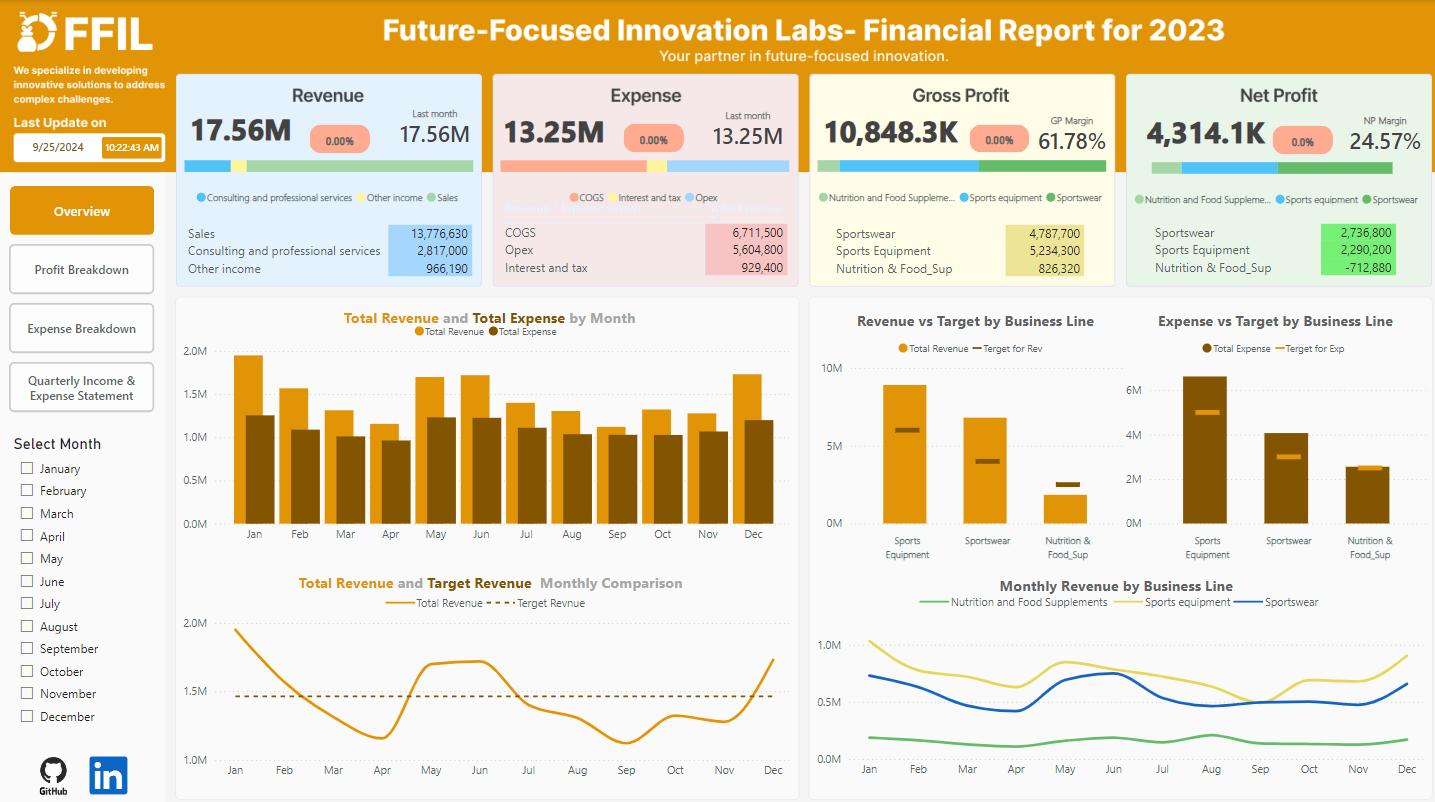 FFIL
We specialize in developing
innovative solutions to address
complex challenges.
Last Update on
9/25/2024
10:22:43 AM
Future-Focused Innovation Labs- Financial Report for 2023
Your partner in future-focused innovation.
Revenue
17.56M
0.00%
Last month
17.56M
Consulting and professional services Other income Sales
Sales 13,776,630
Consulting and professional services 2,817,000
Other income 966,190
Expense
13.25M
0.00%
Last month
13.25M
COGS Interest and tax Opex
COGS 6,711,500
Opex 5,604,800
Interest and tax 929,400
Gross Profit
10,848.3K
0.00%
GP Margin
61.78%
Nutrition and Food Suppleme... Sports equipment Sportswear
Sportswear 4,787,700
Sports Equipment 5,234,300
Nutrition & Food_Sup 826,320
Net Profit
4,314.1K
0.0%
NP Margin
24.57%
Nutrition and Food Suppleme... Sports equipment Sportswear
Sportswear 2,736,800
Sports Equipment 2,290,200
Nutrition & Food_Sup -712,880
Overview
Profit Breakdown
Expense Breakdown
Quarterly Income &
Expense Statement
Select Month
January
February
March
April
May
June
July
August
September
October
November
December
GitHub
in
Total Revenue and Total Expense by Month
Total Revenue Total Expense
2.0M
1.5M
1.0M
0.5M
0.0M
Jan Feb Mar Apr May Jun Jul Aug Sep Oct Nov Dec
Total Revenue and Target Revenue Monthly Comparison
Total Revenue Terget Revnue
2.0M
1.5M
1.0M
Jan Feb Mar Apr May Jun Jul Aug Sep Oct Nov Dec
Revenue vs Target by Business Line
Total Revenue Terget for Rev
10M
5M
0M
Sports Sportswear Nutrition &
Equipment Food_Sup
Expense vs Target by Business Line
Total Expense Terget for Exp
6M
4M
2M
0M
Sports Sportswear Nutrition &
Equipment Food_Sup
Monthly Revenue by Business Line
Nutrition and Food Supplements Sports equipment Sportswear
1.0M
0.5M
0.0M
Jan Feb Mar Apr May Jun Jul Aug Sep Oct Nov Dec